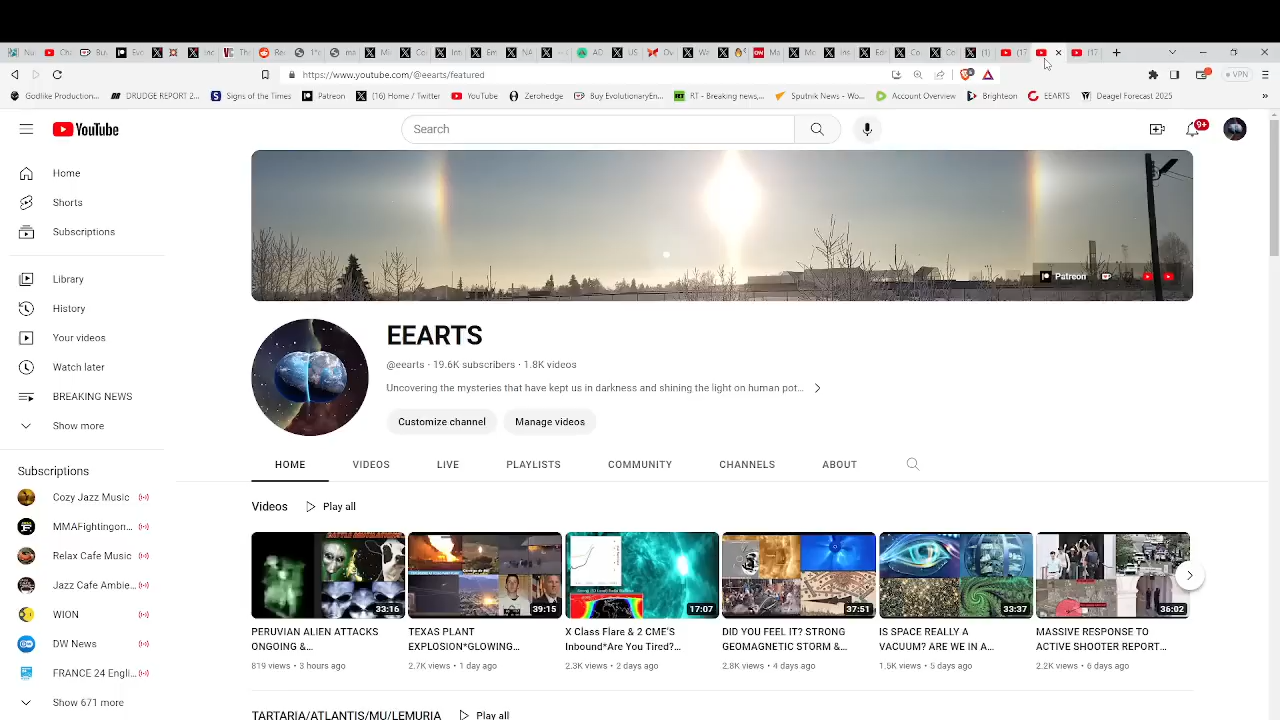 Buy
Evo
Rec
US
https://www.youtube.com/@eearts/featured
VPN
Godlike Production...
DRUDGE REPORT 2...
Signs of the Times
Patreon
(16) Home / Twitter
YouTube
Zerohedge
Buy EvolutionaryEn...
RT - Breaking news,...
Sputnik News - Wo...
Account Overview
Brighteon
EEARTS
Deagel Forecast 2025
»
YouTube
Search
9+
Home
Shorts
Subscriptions
Library
History
Your videos
Watch later
BREAKING NEWS
Show more
Subscriptions
Cozy Jazz Music
MMAFightingon...
Relax Cafe Music
Jazz Cafe Ambie...
WION
DW News
FRANCE 24 Engli...
Show 671 more
Patreon
EEARTS
@eearts · 19.6K subscribers · 1.8K videos
Uncovering the mysteries that have kept us in darkness and shining the light on human pot...
Customize channel
Manage videos
HOME
VIDEOS
LIVE
PLAYLISTS
COMMUNITY
CHANNELS
ABOUT
Videos
Play all
33:16
PERUVIAN ALIEN ATTACKS
ONGOING &...
819 views · 3 hours ago
39:15
TEXAS PLANT
EXPLOSION*GLOWING...
2.7K views · 1 day ago
17:07
X Class Flare & 2 CME'S
Inbound*Are You Tired?...
2.3K views · 2 days ago
37:51
DID YOU FEEL IT? STRONG
GEOMAGNETIC STORM &...
2.8K views · 4 days ago
33:37
IS SPACE REALLY A
VACUUM? ARE WE IN A...
1.5K views · 5 days ago
36:02
MASSIVE RESPONSE TO
ACTIVE SHOOTER REPORT...
2.2K views · 6 days ago
TARTARIA/ATLANTIS/MU/LEMURIA
Play all